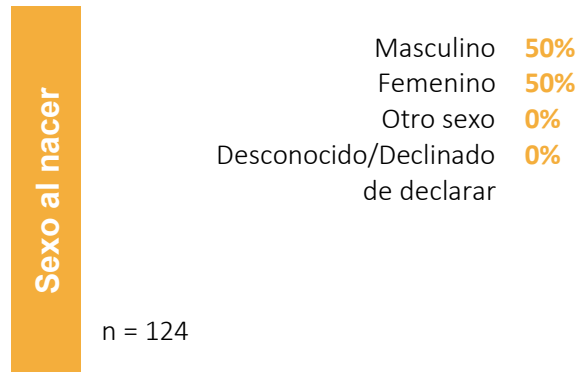 Sexo al nacer
Masculino 50%
Femenino 50%
Otro sexo 0%
Desconocido/Declinado 0%
de declarar
n = 124